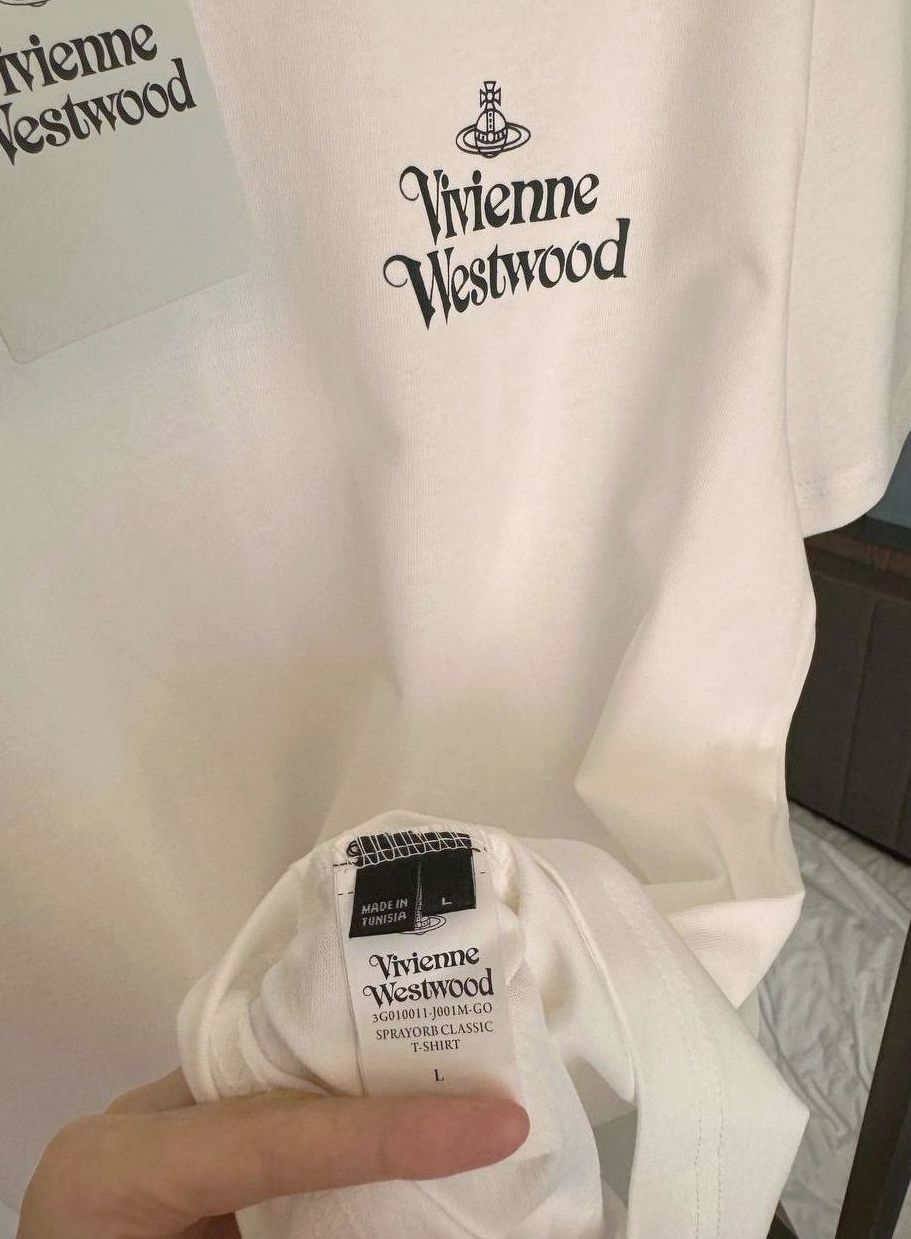 Vivienne
Westwood
Vivienne
Westwood
MADE IN
TUNISIA
L
Vivienne
Westwood
3G010011-J001M-GO
SPRAYORB CLASSIC
T-SHIRT
L